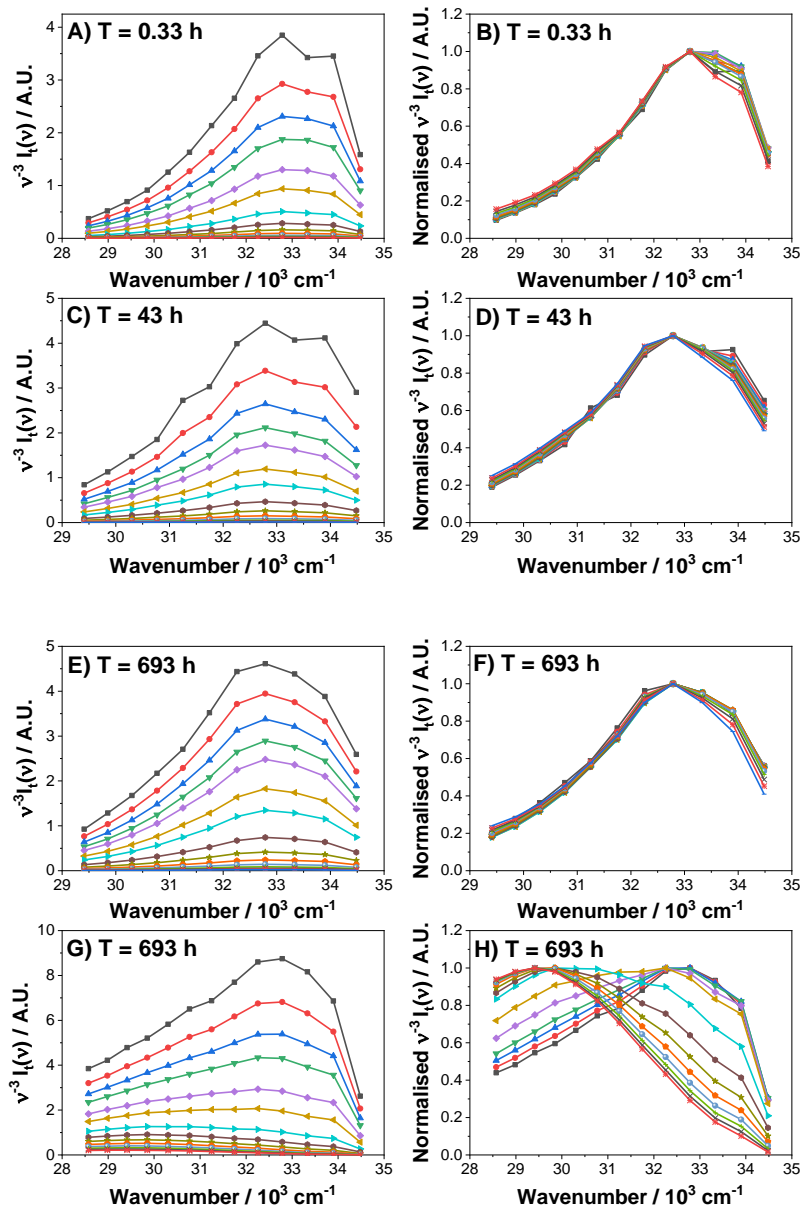 A) T = 0.33 h
ν⁻³ Iₜ(ν) / A.U.
4
3
2
1
0
28 29 30 31 32 33 34 35
Wavenumber / 10³ cm⁻¹
B) T = 0.33 h
Normalised ν⁻³ Iₜ(ν) / A.U.
1.2
1.0
0.8
0.6
0.4
0.2
0.0
28 29 30 31 32 33 34 35
Wavenumber / 10³ cm⁻¹
C) T = 43 h
ν⁻³ Iₜ(ν) / A.U.
5
4
3
2
1
0
29 30 31 32 33 34 35
Wavenumber / 10³ cm⁻¹
D) T = 43 h
Normalised ν⁻³ Iₜ(ν) / A.U.
1.2
1.0
0.8
0.6
0.4
0.2
0.0
29 30 31 32 33 34 35
Wavenumber / 10³ cm⁻¹
E) T = 693 h
ν⁻³Iₜ(ν) / A.U.
5
4
3
2
1
0
29 30 31 32 33 34 35
Wavenumber / 10³ cm⁻¹
F) T = 693 h
Normalised ν⁻³ Iₜ(ν) / A.U.
1.2
1.0
0.8
0.6
0.4
0.2
0.0
29 30 31 32 33 34 35
Wavenumber / 10³ cm⁻¹
G) T = 693 h
ν⁻³ Iₜ(ν) / A.U.
10
8
6
4
2
0
28 29 30 31 32 33 34 35
Wavenumber / 10³ cm⁻¹
H) T = 693 h
Normalised ν⁻³ Iₜ(ν) / A.U.
1.2
1.0
0.8
0.6
0.4
0.2
0.0
28 29 30 31 32 33 34 35
Wavenumber / 10³ cm⁻¹